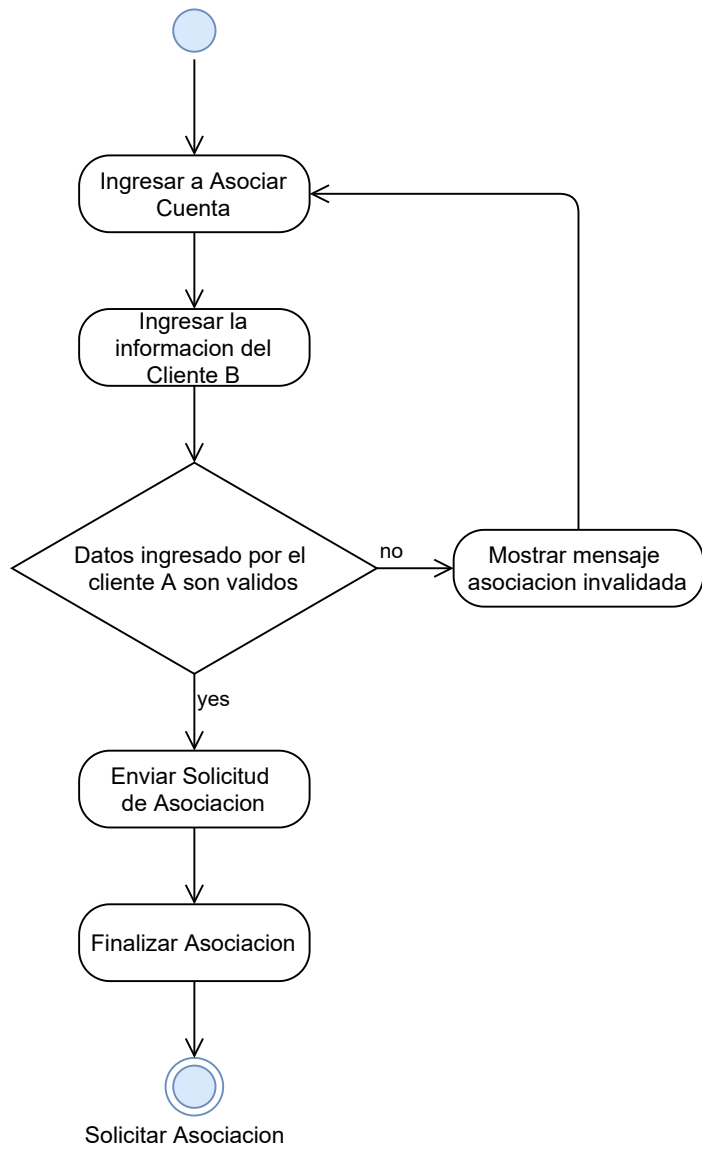 Ingresar a Asociar
Cuenta
Ingresar la
informacion del
Cliente B
Datos ingresado por el
cliente A son validos
no
Mostrar mensaje
asociacion invalidada
yes
Enviar Solicitud
de Asociacion
Finalizar Asociacion
Solicitar Asociacion